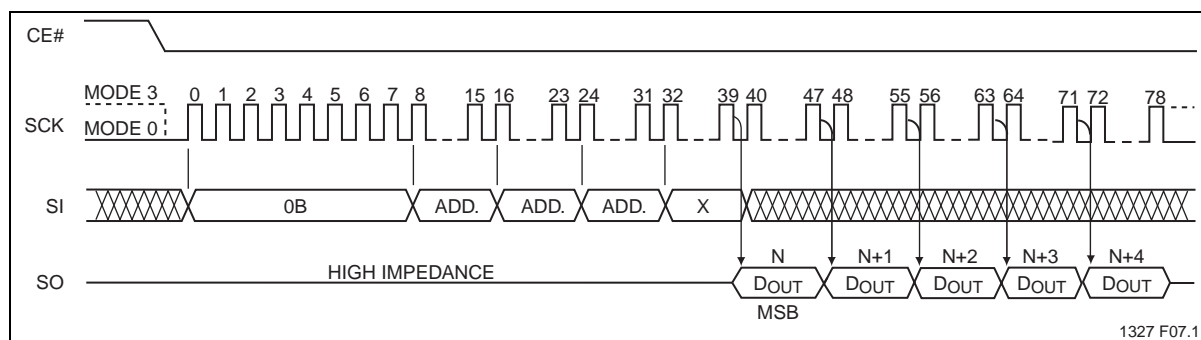 CE#
MODE 3 0 1 2 3 4 5 6 7 8 15 16 23 24 31 32 39 40 47 48 55 56 63 64 71 72 78
SCK
MODE 0
SI 0B ADD. ADD. ADD. X
N N+1 N+2 N+3 N+4
SO HIGH IMPEDANCE DOUT DOUT DOUT DOUT DOUT
MSB
1327 F07.1